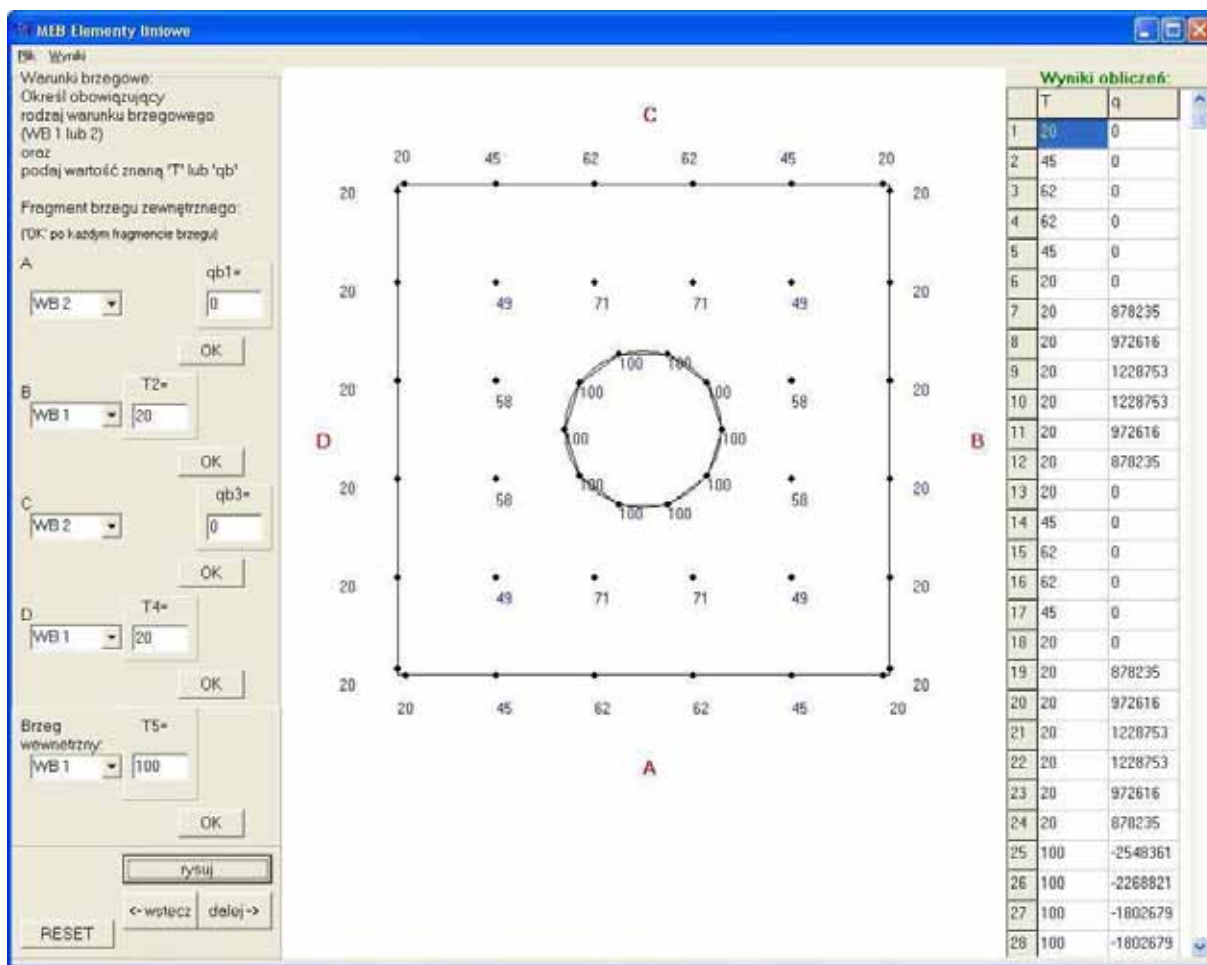 MEB Elementy liniowe
Plik Wyniki
Warunki brzegowe:
Określ obowiązujący
rodzaj warunku brzegowego
(WB 1 lub 2)
oraz
podaj wartość znaną 'T' lub 'qb'
Fragment brzegu zewnętrznego:
('OK' po każdym fragmencie brzegu)
A
qb1=
WB 2
0
OK
B
T2=
WB 1
20
OK
C
qb3=
WB 2
0
OK
D
T4=
WB 1
20
OK
Brzeg
wewnetrzny:
T5=
WB 1
100
OK
rysuj
<-wstecz
dalej->
RESET
C
20 45 62 62 45 20
20 20
20 49 71 71 49 20
100 100
100 100
20 58 58 20
D
100 100
B
100 100
20 58 58 20
100 100
20 49 71 71 49 20
20 20
20 45 62 62 45 20
A
Wyniki obliczeń:
T q
1 20 0
2 45 0
3 62 0
4 62 0
5 45 0
6 20 0
7 20 878235
8 20 972616
9 20 1228753
10 20 1228753
11 20 972616
12 20 878235
13 20 0
14 45 0
15 62 0
16 62 0
17 45 0
18 20 0
19 20 878235
20 20 972616
21 20 1228753
22 20 1228753
23 20 972616
24 20 878235
25 100 -2548361
26 100 -2268821
27 100 -1802679
28 100 -1802679